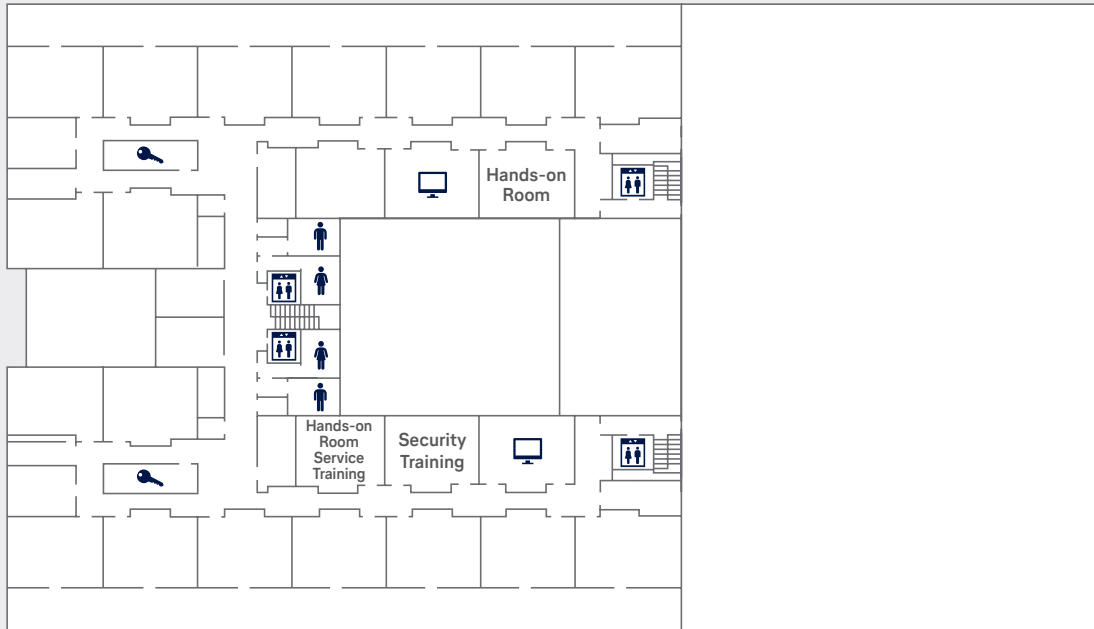 Hands-on
Room
Hands-on
Room
Service
Training
Security
Training